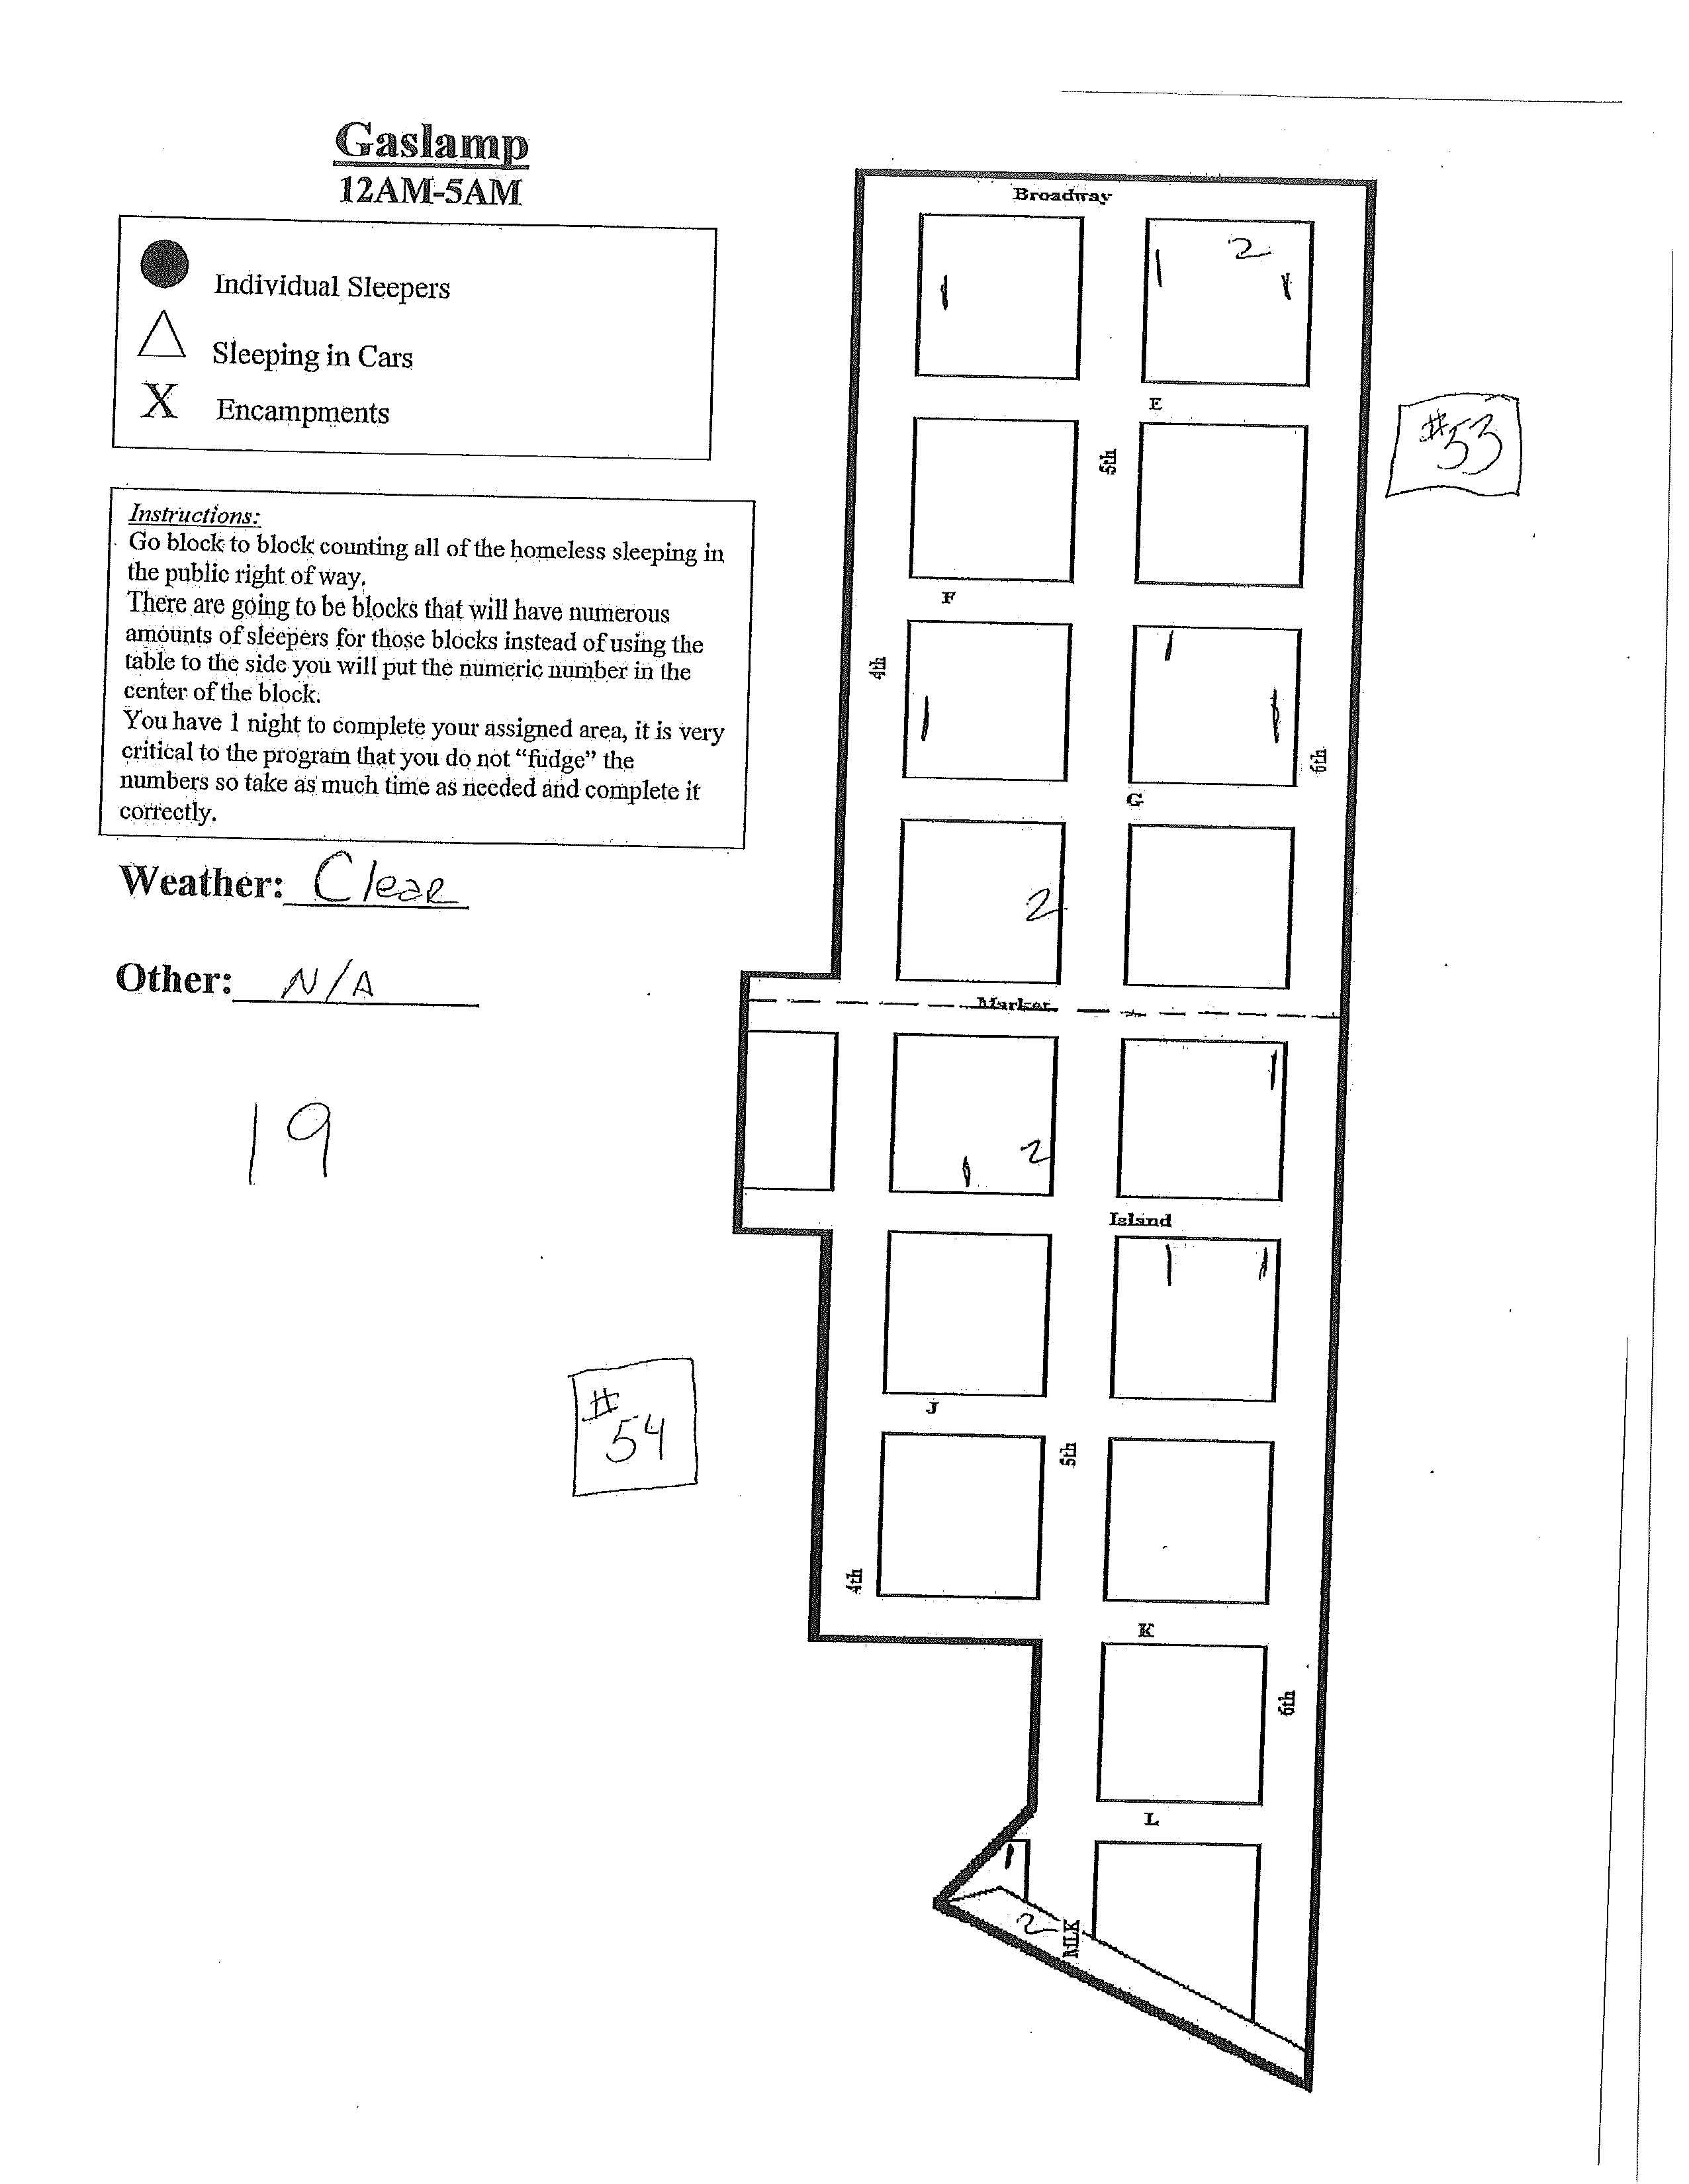 Gaslamp
12AM-5AM
Individual Sleepers
Sleeping in Cars
X Encampments
Instructions:
Go block to block counting all of the homeless sleeping in
the public right of way.
There are going to be blocks that will have numerous
amounts of sleepers for those blocks instead of using the
table to the side you will put the numeric number in the
center of the block.
You have 1 night to complete your assigned area, it is very
critical to the program that you do not “fudge” the
numbers so take as much time as needed and complete it
correctly.
Weather: Clear
Other: N/A
19
#
54
Broadway
1
1 2 1
E
#53
5th
F
4th
1
1
1
6th
G
2
Market
1 2
1
Island
1 1
J
5th
4th
K
6th
L
1
2
MLK